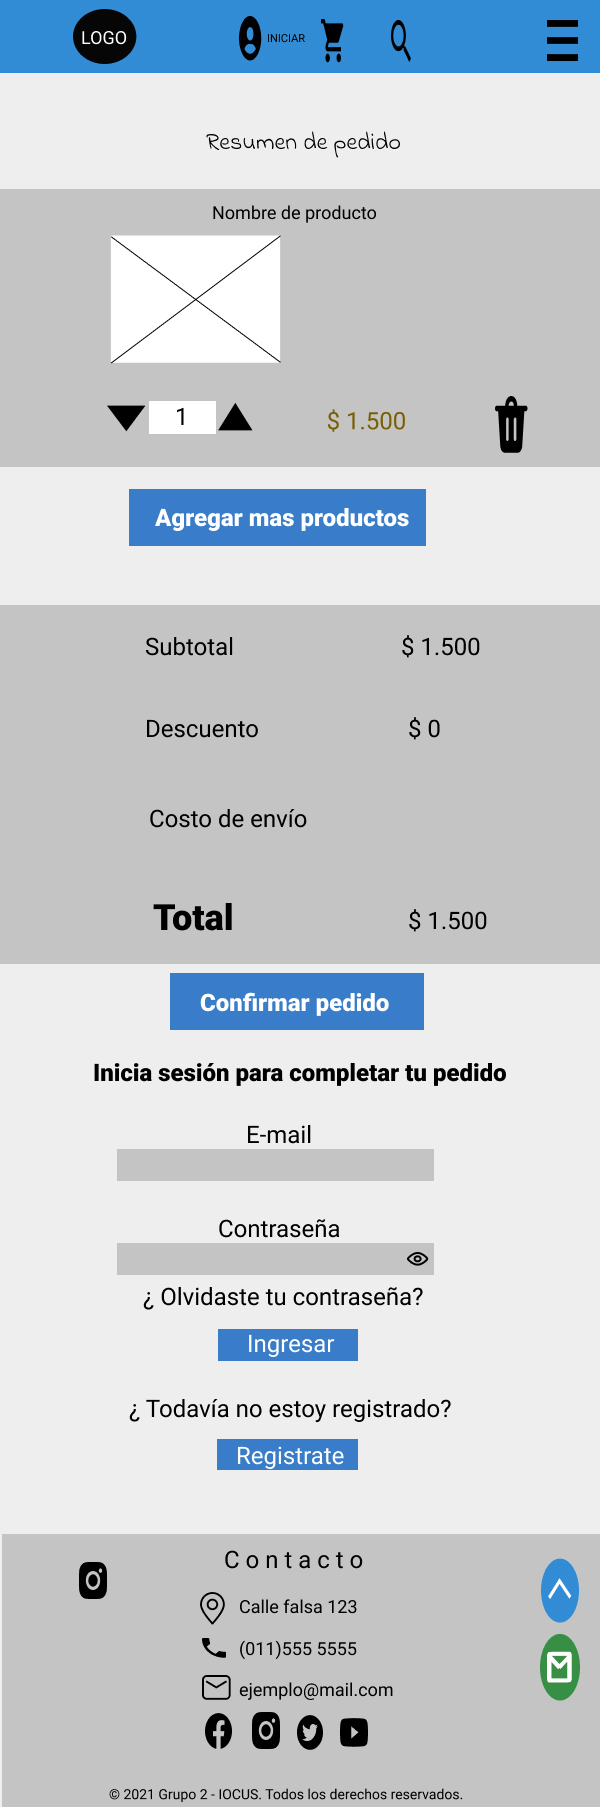 LOGO
INICIAR
Resumen de pedido
Nombre de producto
1
$ 1.500
Agregar mas productos
Subtotal
$ 1.500
Descuento
$ 0
Costo de envío
Total
$ 1.500
Confirmar pedido
Inicia sesión para completar tu pedido
E-mail
Contraseña
¿ Olvidaste tu contraseña?
Ingresar
¿ Todavía no estoy registrado?
Registrate
Contacto
Calle falsa 123
(011)555 5555
ejemplo@mail.com
© 2021 Grupo 2 - IOCUS. Todos los derechos reservados.